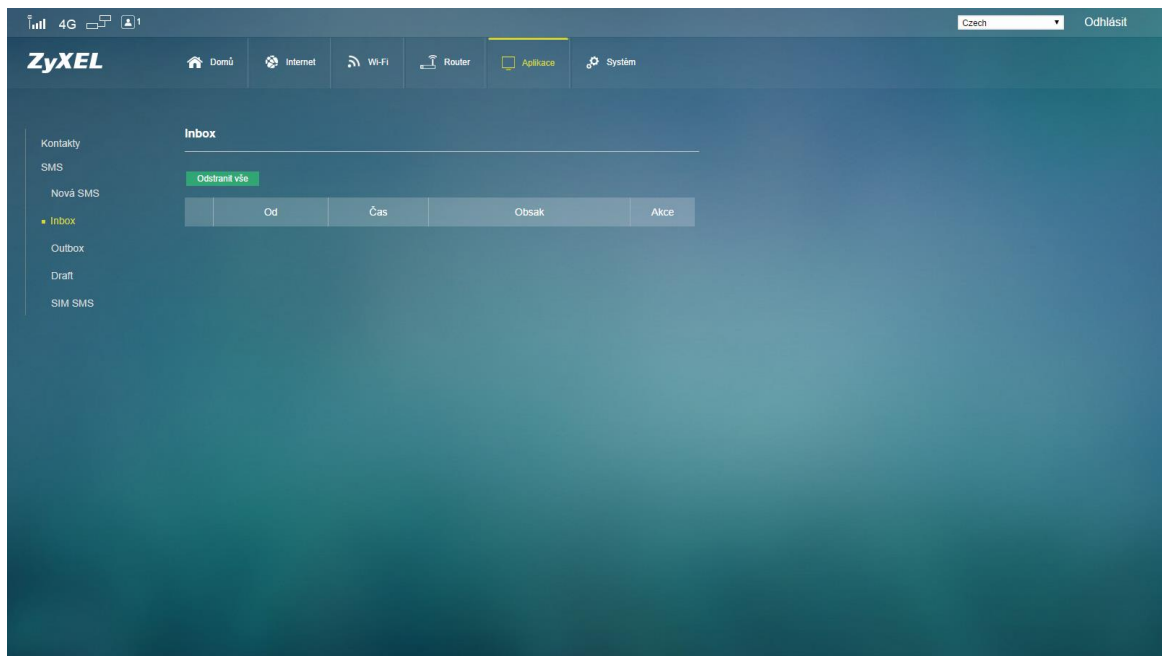 4G 1 Czech Odhlásit
ZyXEL Domů Internet Wi-Fi Router Aplikace Systém
Inbox
Kontakty
SMS
Odstranit vše
Nová SMS
Od Čas Obsak Akce
Inbox
Outbox
Draft
SIM SMS